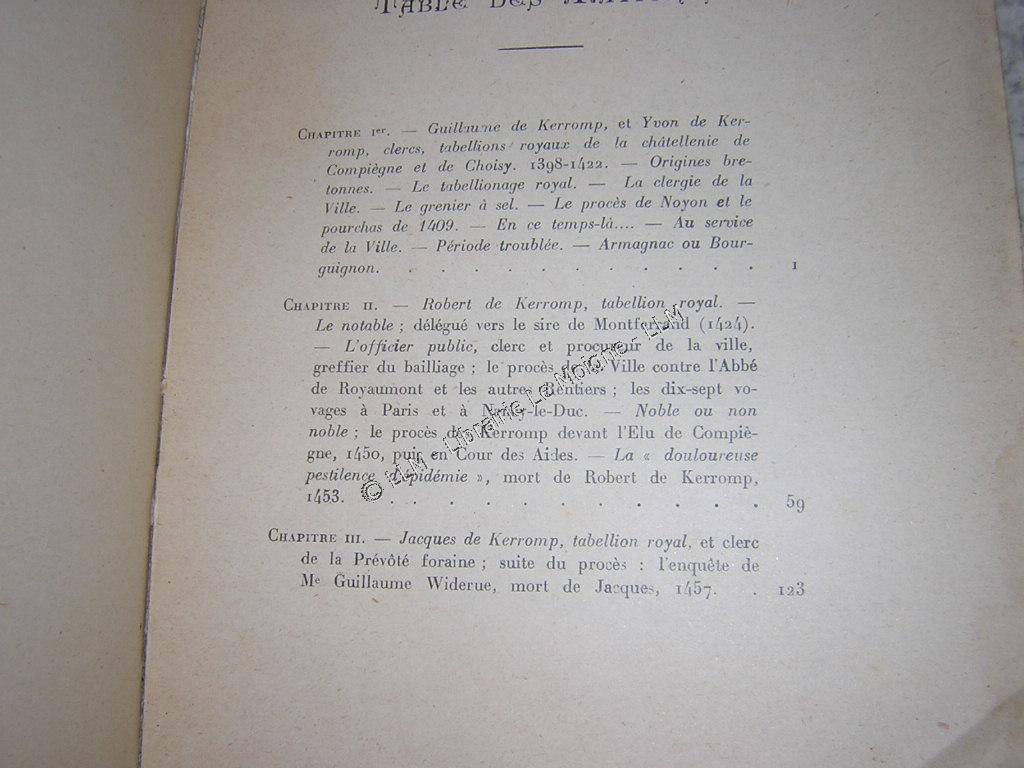 TABLE DES
CHAPITRE Ier. — Guillaume de Kerromp, et Yvon de Ker-
romp, clercs, tabellions royaux de la châtellenie de
Compiègne et de Choisy. 1398-1422. — Origines bre-
tonnes. — Le tabellionage royal. — La clergie de la
Ville. — Le grenier à sel. — Le procès de Noyon et le
pourchas de 1409. — En ce temps-là.... — Au service
de la Ville. — Période troublée. — Armagnac ou Bour-
guignon. . . . . . . . . . . . 1
CHAPITRE II. — Robert de Kerromp, tabellion royal. —
Le notable ; délégué vers le sire de Montferrand (1424).
— L'officier public, clerc et procureur de la ville,
greffier du bailliage ; le procès de la Ville contre l'Abbé
de Royaumont et les autres Rentiers ; les dix-sept vo-
vages à Paris et à — Noble ou non
noble ; le procès des Kerromp devant l'Elu de Compiè-
gne, 1450, puis en Cour des Aides. — La « douloureuse
pestilence d'épidémie », mort de Robert de Kerromp,
1453. . . . . . . . . . . . . 59
CHAPITRE III. — Jacques de Kerromp, tabellion royal, et clerc
de la Prévôté foraine ; suite du procès : l'enquête de
Me Guillaume Widerue, mort de Jacques, 1457. . 123
© LLM - Librairie Le Moigne - LLM